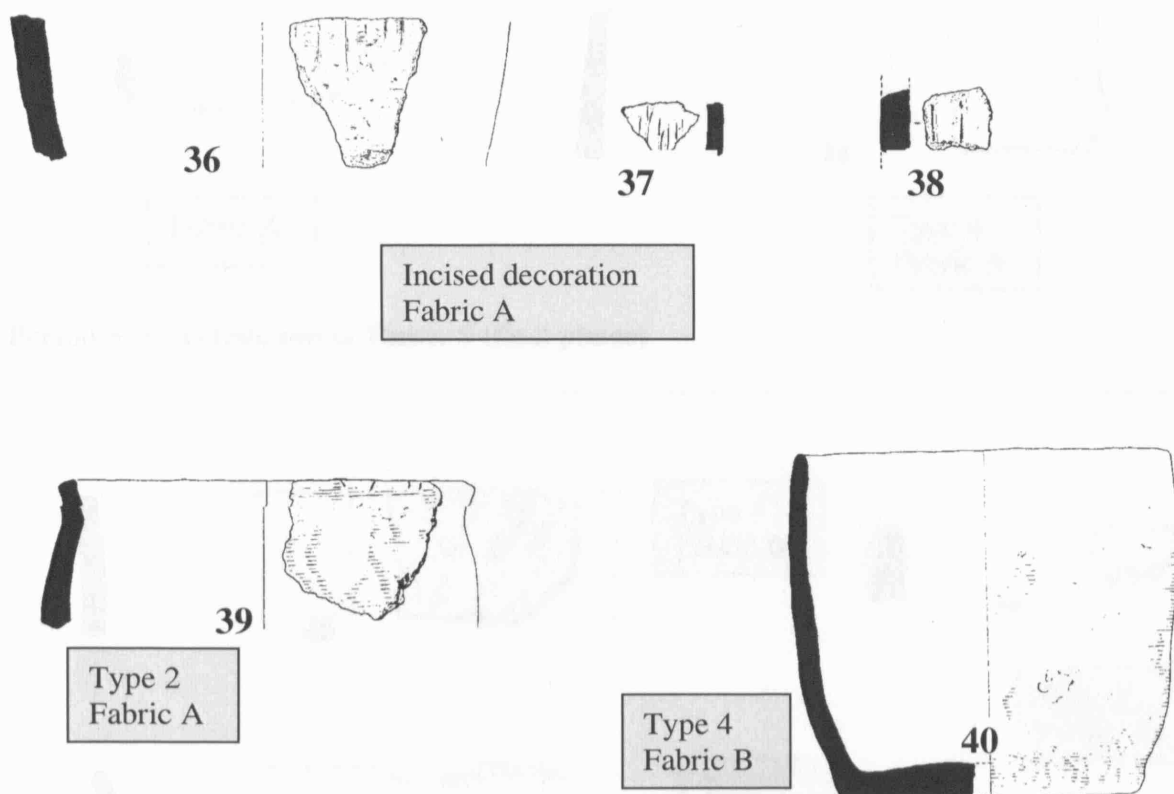 36
37
38
Incised decoration
Fabric A
39
Type 2
Fabric A
40
Type 4
Fabric B